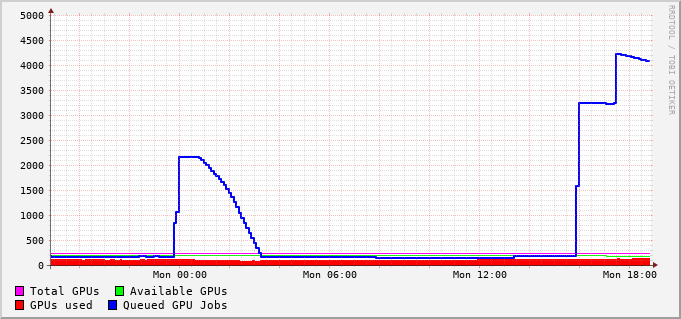 5000
4500
4000
3500
3000
2500
2000
1500
1000
500
0
Mon 00:00 Mon 06:00 Mon 12:00 Mon 18:00
Total GPUs Available GPUs
GPUs used Queued GPU Jobs
RRDTOOL / TOBI OETIKER